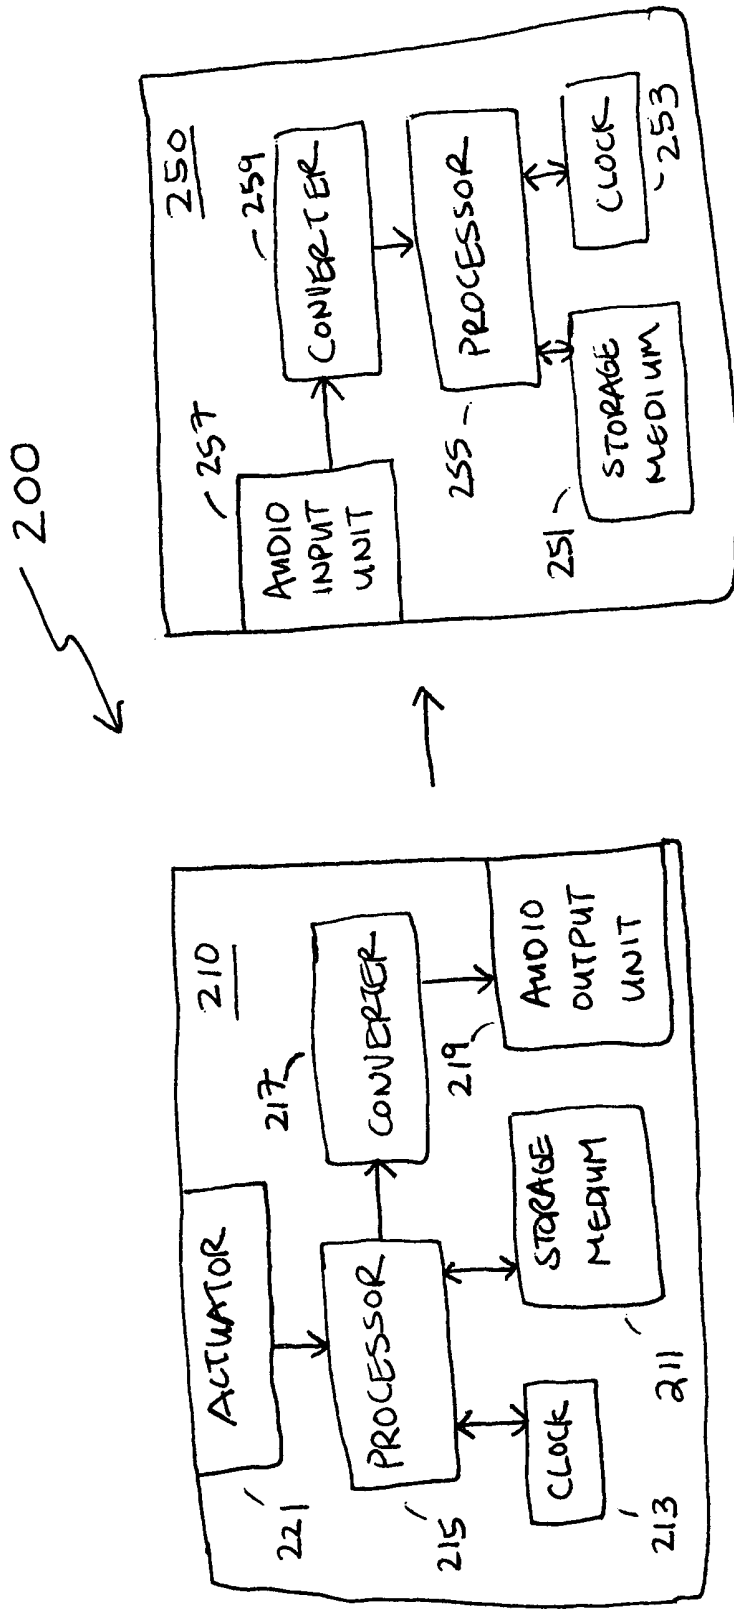 200
210
ACTUATOR
221
PROCESSOR
215
217
CONVERTER
219
AUDIO
OUTPUT
UNIT
CLOCK
213
STORAGE
MEDIUM
211
250
257
AUDIO
INPUT
UNIT
259
CONVERTER
255
PROCESSOR
251
STORAGE
MEDIUM
CLOCK
253